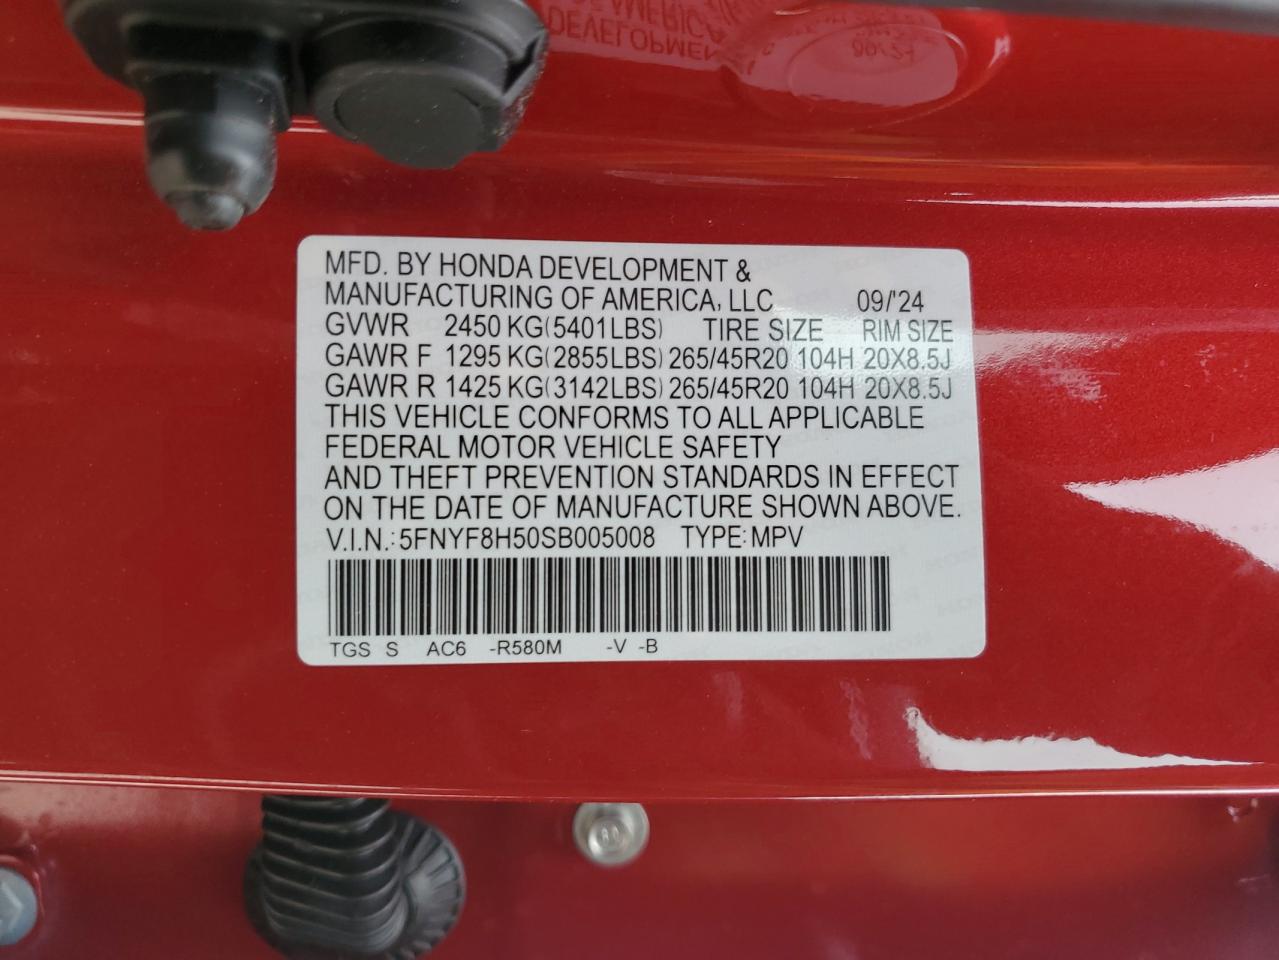 MFD. BY HONDA DEVELOPMENT &
MANUFACTURING OF AMERICA, LLC 09/'24
GVWR 2450 KG(5401LBS) TIRE SIZE RIM SIZE
GAWR F 1295 KG(2855LBS) 265/45R20 104H 20X8.5J
GAWR R 1425 KG(3142LBS) 265/45R20 104H 20X8.5J
THIS VEHICLE CONFORMS TO ALL APPLICABLE
FEDERAL MOTOR VEHICLE SAFETY
AND THEFT PREVENTION STANDARDS IN EFFECT
ON THE DATE OF MANUFACTURE SHOWN ABOVE.
V.I.N.: 5FNYF8H50SB005008 TYPE: MPV
TGS S AC6 -R580M -V -B